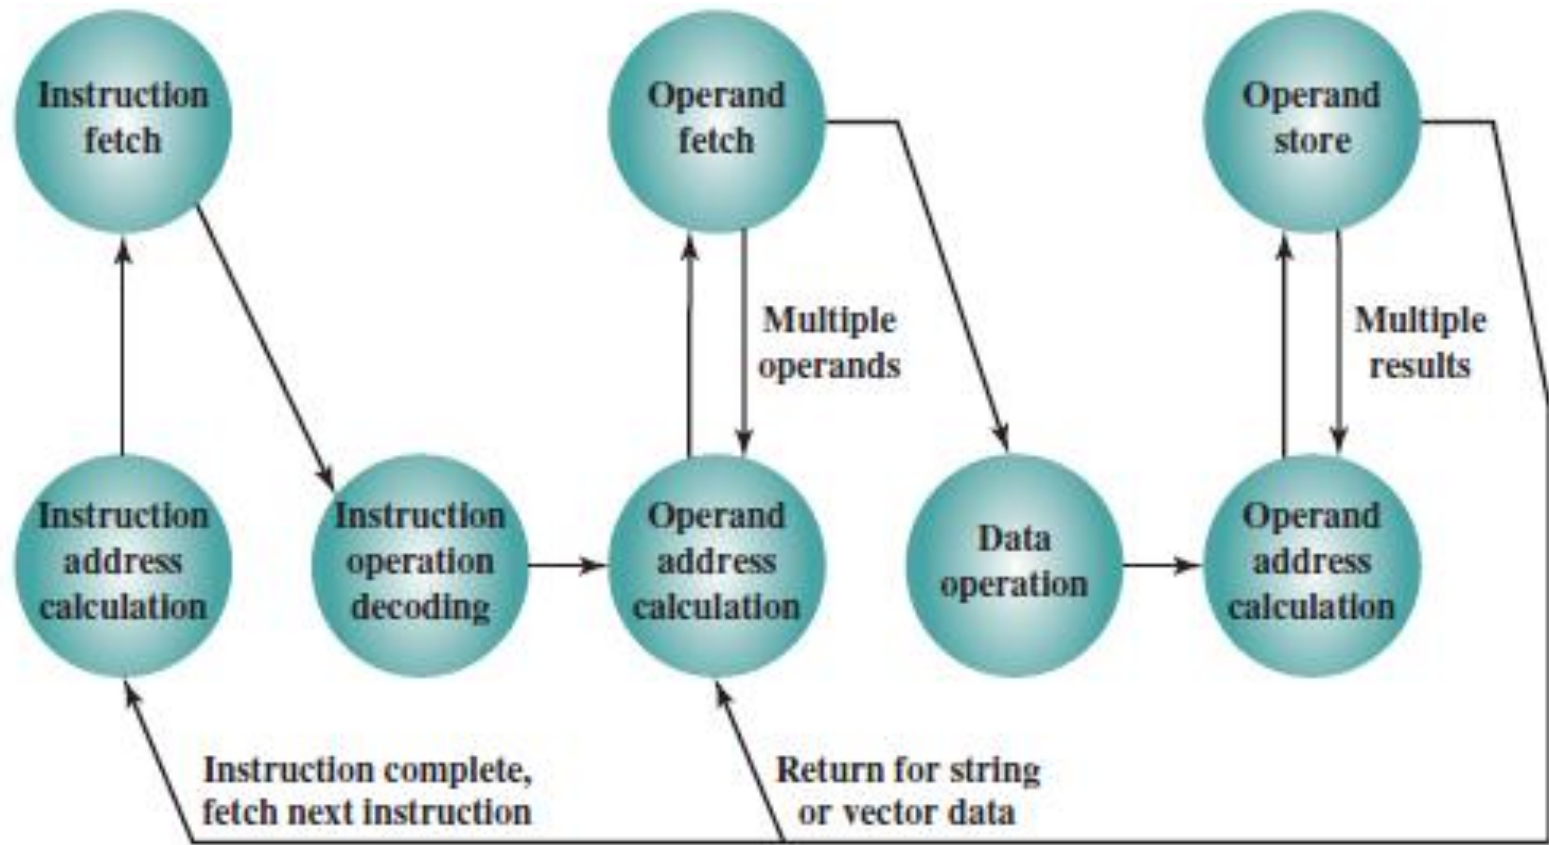 Instruction
fetch
Operand
fetch
Operand
store
Multiple
operands
Multiple
results
Instruction
address
calculation
Instruction
operation
decoding
Operand
address
calculation
Data
operation
Operand
address
calculation
Instruction complete,
fetch next instruction
Return for string
or vector data